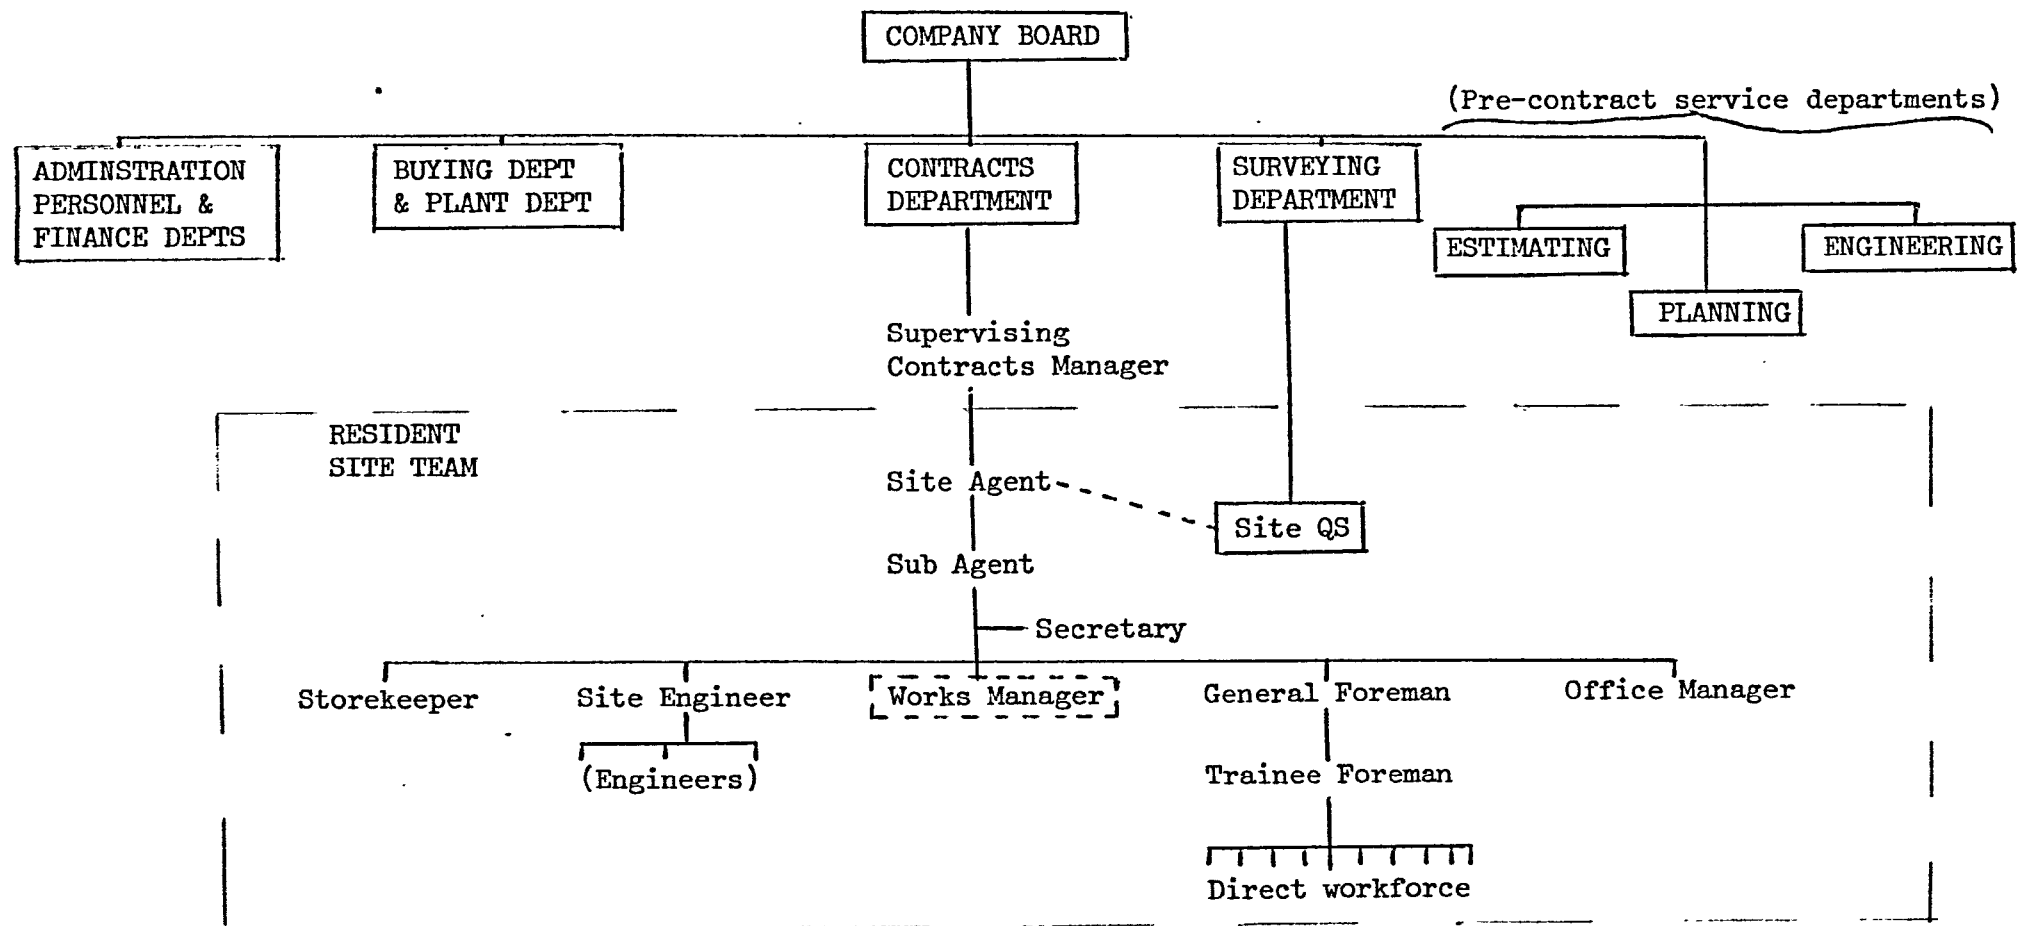 COMPANY BOARD
(Pre-contract service departments)
ADMINSTRATION
PERSONNEL &
FINANCE DEPTS
BUYING DEPT
& PLANT DEPT
CONTRACTS
DEPARTMENT
SURVEYING
DEPARTMENT
ESTIMATING
ENGINEERING
PLANNING
Supervising
Contracts Manager
RESIDENT
SITE TEAM
Site Agent
Site QS
Sub Agent
Secretary
Storekeeper
Site Engineer
Works Manager
General Foreman
Office Manager
(Engineers)
Trainee Foreman
Direct workforce